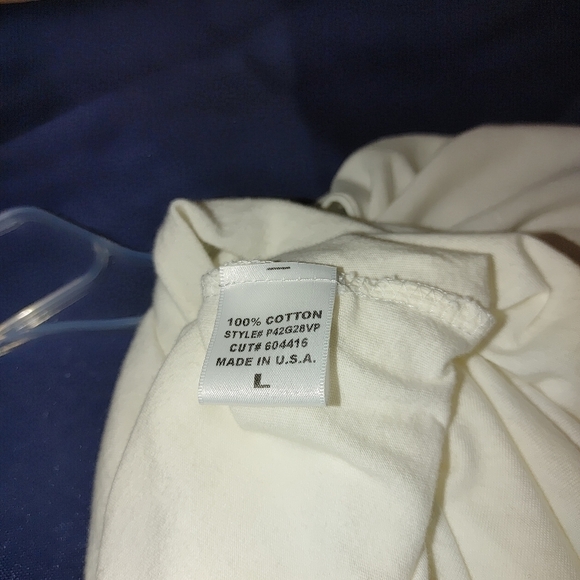 100% COTTON
STYLE# P42G28VP
CUT# 604416
MADE IN U.S.A.
L